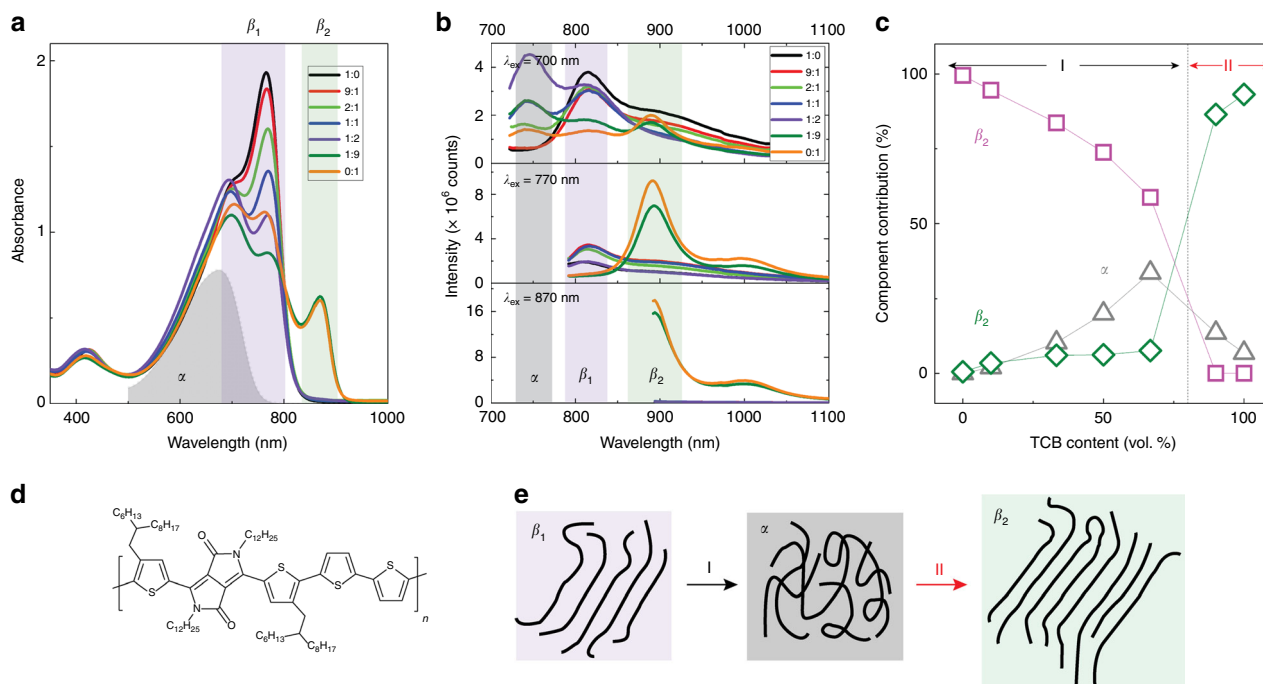 a
β1
β2
2
1
0
Absorbance
1:0
9:1
2:1
1:1
1:2
1:9
0:1
α
600
800
1000
Wavelength (nm)
b
700 800 900 1000 1100
λex = 700 nm
4
2
0
1:0
9:1
2:1
1:1
1:2
1:9
0:1
λex = 770 nm
8
4
0
Intensity (× 10⁶ counts)
λex = 870 nm
16
8
0
α
β1
β2
700 800 900 1000 1100
Wavelength (nm)
c
I
II
100
50
0
Component contribution (%)
β2
α
β2
0 50 100
TCB content (vol. %)
d
C6H13
C8H17
O
N
C12H25
S
S
S
S
N
O
C12H25
C6H13
C8H17
n
e
β1
I
α
II
β2